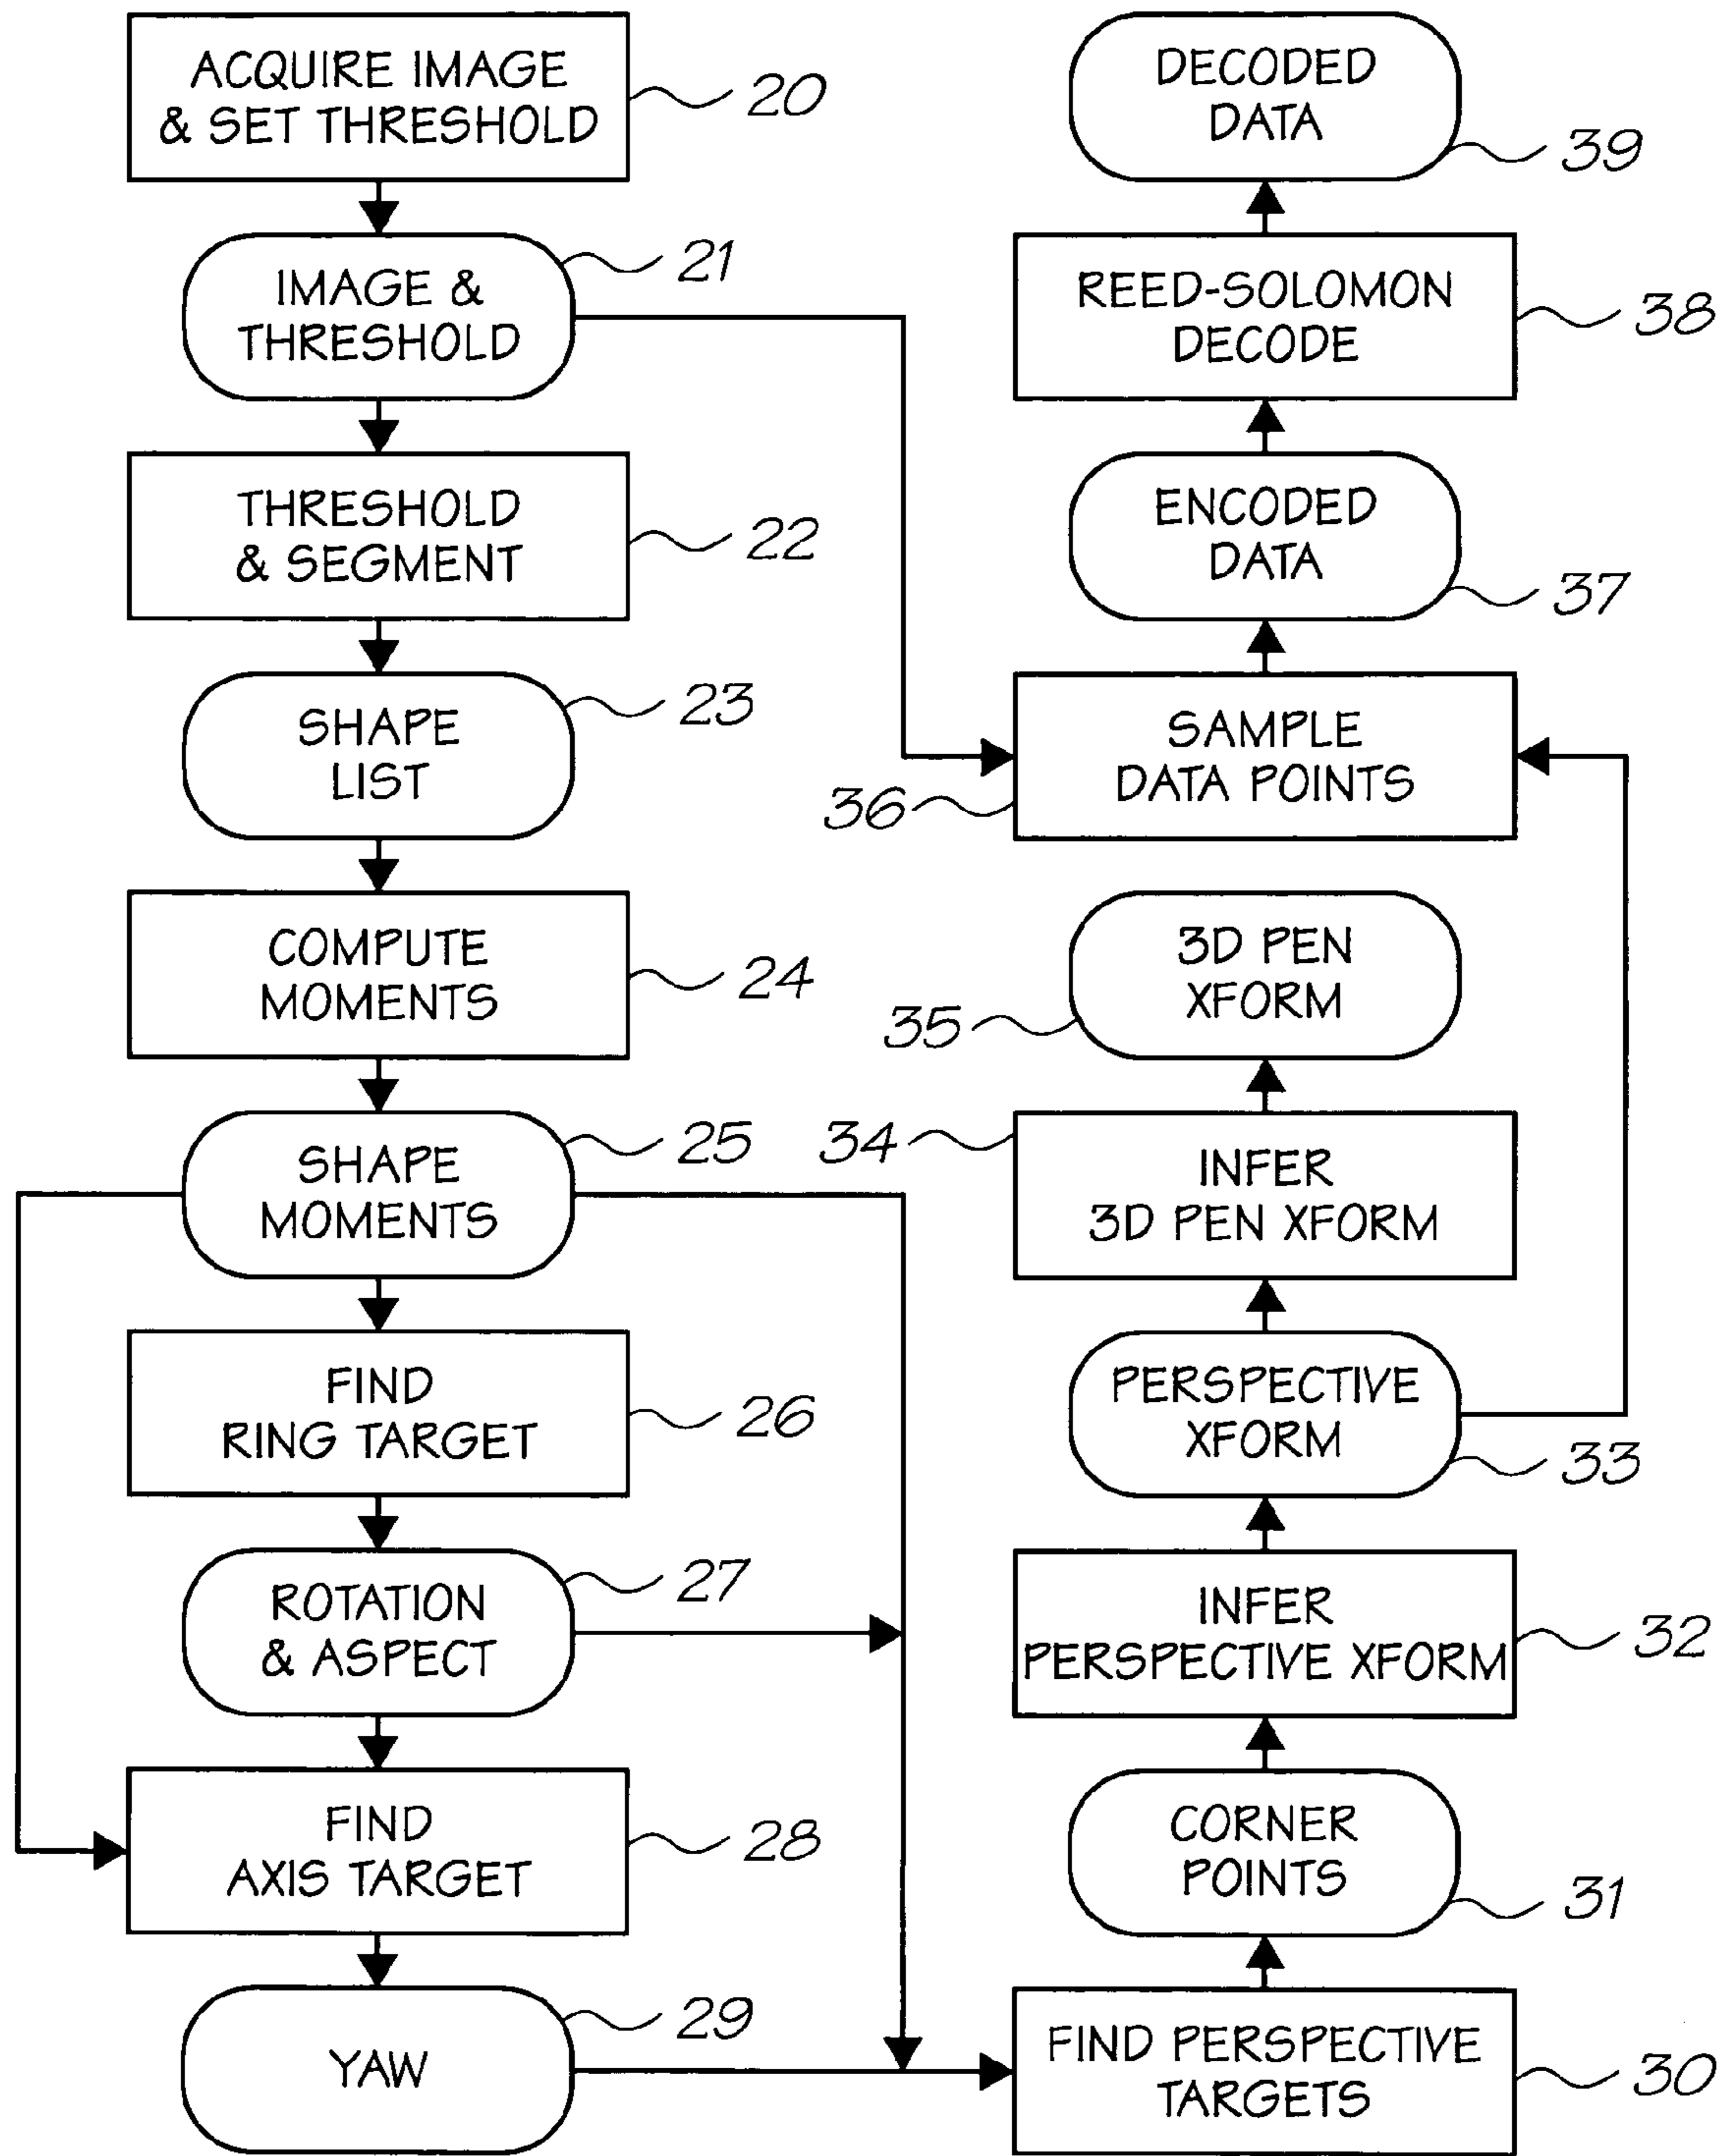 ACQUIRE IMAGE
& SET THRESHOLD
20
IMAGE &
THRESHOLD
21
THRESHOLD
& SEGMENT
22
SHAPE
LIST
23
COMPUTE
MOMENTS
24
SHAPE
MOMENTS
25
FIND
RING TARGET
26
ROTATION
& ASPECT
27
FIND
AXIS TARGET
28
YAW
29
DECODED
DATA
39
REED-SOLOMON
DECODE
38
ENCODED
DATA
37
SAMPLE
DATA POINTS
36
3D PEN
XFORM
35
INFER
3D PEN XFORM
34
PERSPECTIVE
XFORM
33
INFER
PERSPECTIVE XFORM
32
CORNER
POINTS
31
FIND PERSPECTIVE
TARGETS
30